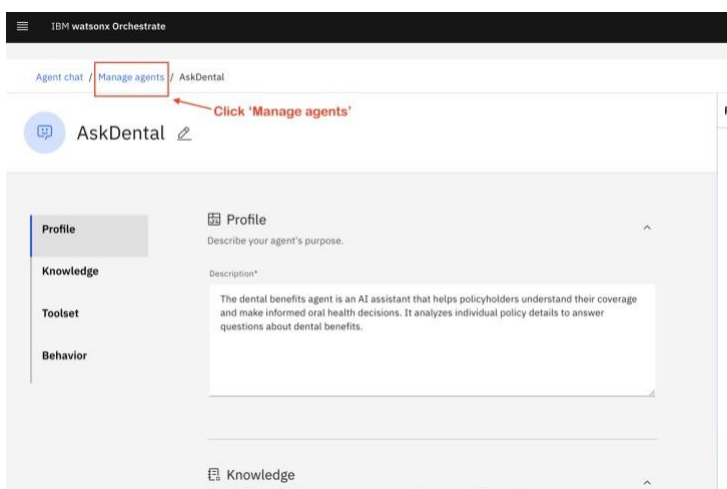 IBM watsonx Orchestrate
Agent chat / Manage agents / AskDental
Click 'Manage agents'
AskDental
Profile
Knowledge
Toolset
Behavior
Profile
Describe your agent's purpose.
Description*
The dental benefits agent is an AI assistant that helps policyholders understand their coverage
and make informed oral health decisions. It analyzes individual policy details to answer
questions about dental benefits.
Knowledge